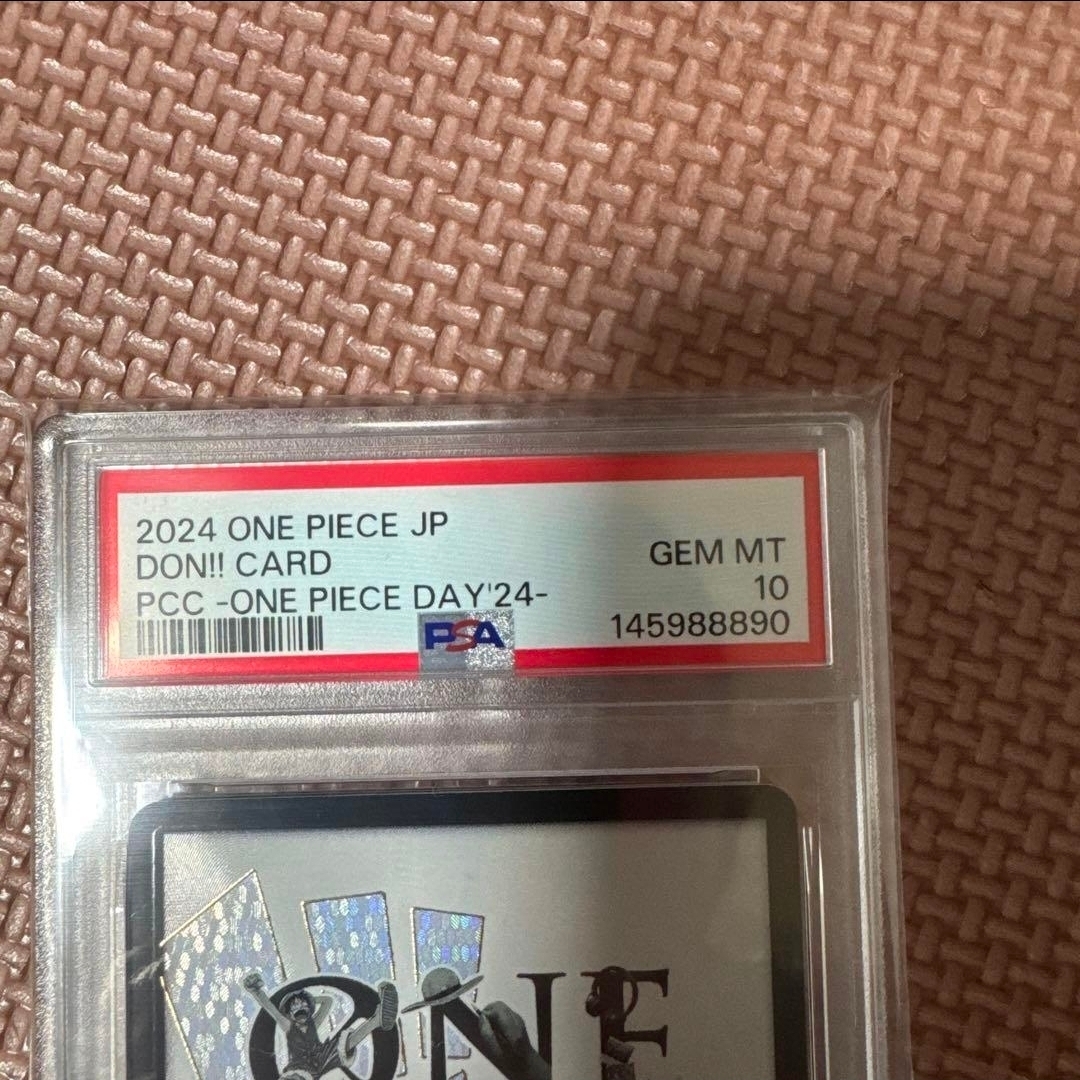 2024 ONE PIECE JP
DON!! CARD
GEM MT
PCC -ONE PIECE DAY'24-
10
PSA
145988890
ONE